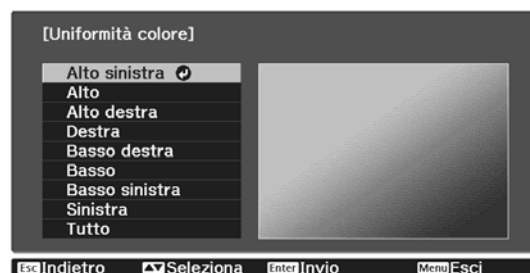 [Uniformità colore]
Alto sinistra
Alto
Alto destra
Destra
Basso destra
Basso
Basso sinistra
Sinistra
Tutto
Esc Indietro Seleziona Enter Invio Menu Esci